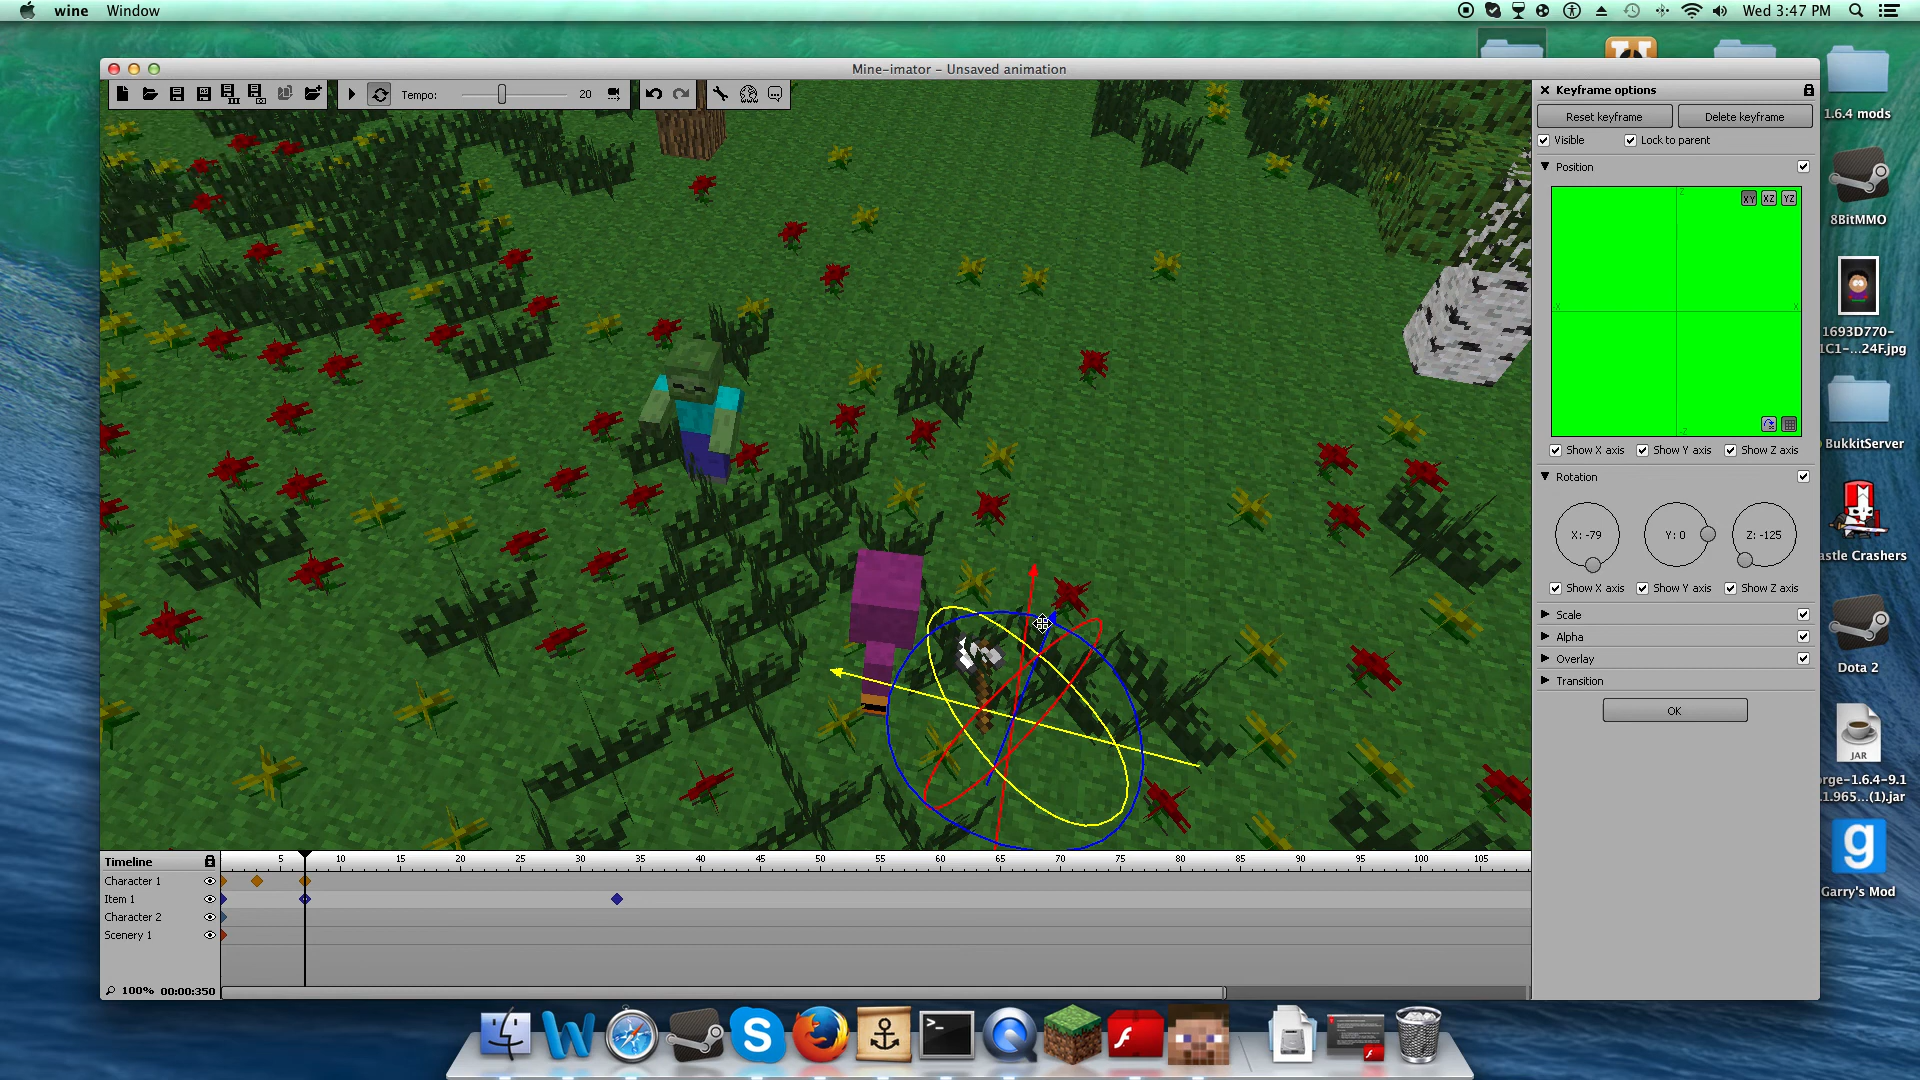 wine Window
Wed 3:47 PM
Mine-imator - Unsaved animation
Tempo: 20
Keyframe options
Reset keyframe Delete keyframe
Visible Lock to parent
Position
XY XZ YZ
Z
-X X
-Z
Show X axis Show Y axis Show Z axis
Rotation
X: -79 Y: 0 Z: -125
Show X axis Show Y axis Show Z axis
Scale
Alpha
Overlay
Transition
OK
1.6.4 mods
8BitMMO
1693D770-
1C1-...24F.jpg
BukkitServer
astle Crashers
Dota 2
JAR
orge-1.6.4-9.1
.1.965...(1).jar
Garry's Mod
Timeline 5 10 15 20 25 30 35 40 45 50 55 60 65 70 75 80 85 90 95 100 105
Character 1
Item 1
Character 2
Scenery 1
100% 00:00:350